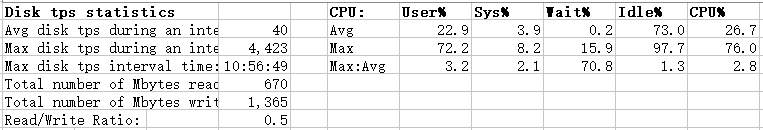 Disk tps statistics CPU: User% Sys% Wait% Idle% CPU%
Avg disk tps during an inte 40 Avg 22.9 3.9 0.2 73.0 26.7
Max disk tps during an inte 4,423 Max 72.2 8.2 15.9 97.7 76.0
Max disk tps interval time: 10:56:49 Max:Avg 3.2 2.1 70.8 1.3 2.8
Total number of Mbytes read 670
Total number of Mbytes writ 1,365
Read/Write Ratio: 0.5